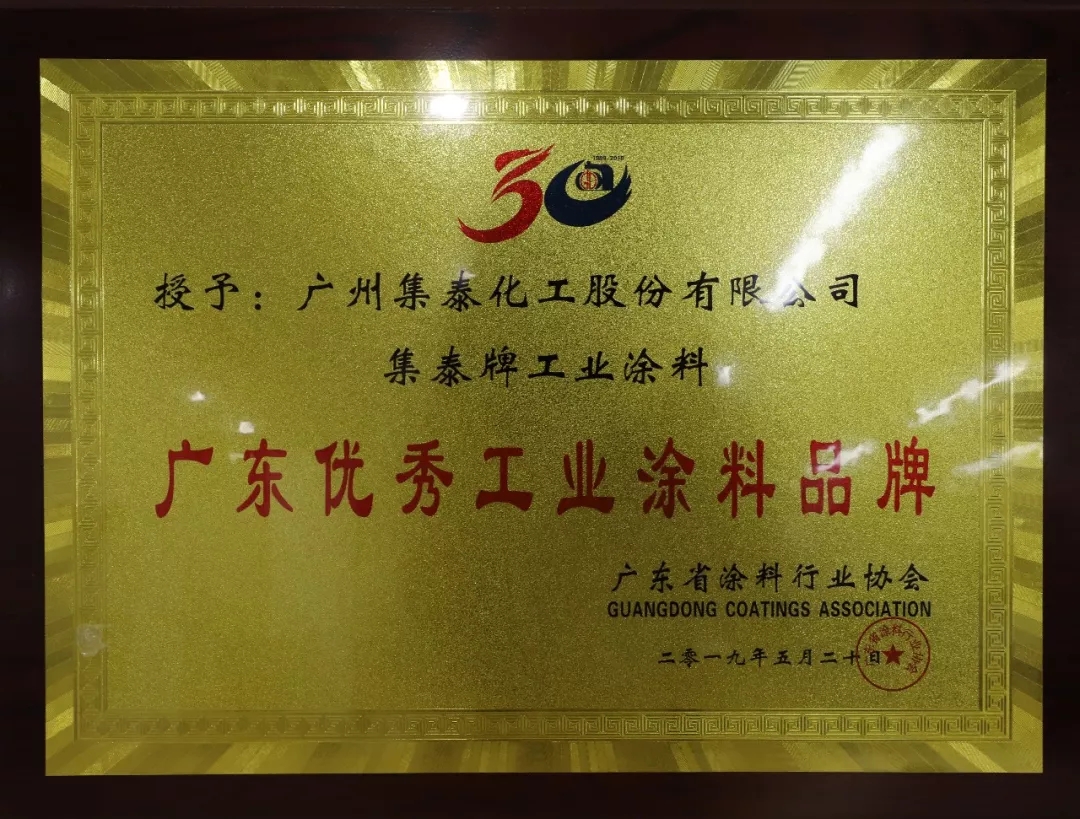 30
授予：广州集泰化工股份有限公司
集泰牌工业涂料
广东优秀工业涂料品牌
广东省涂料行业协会
GUANGDONG COATINGS ASSOCIATION
二零一九年五月二十日